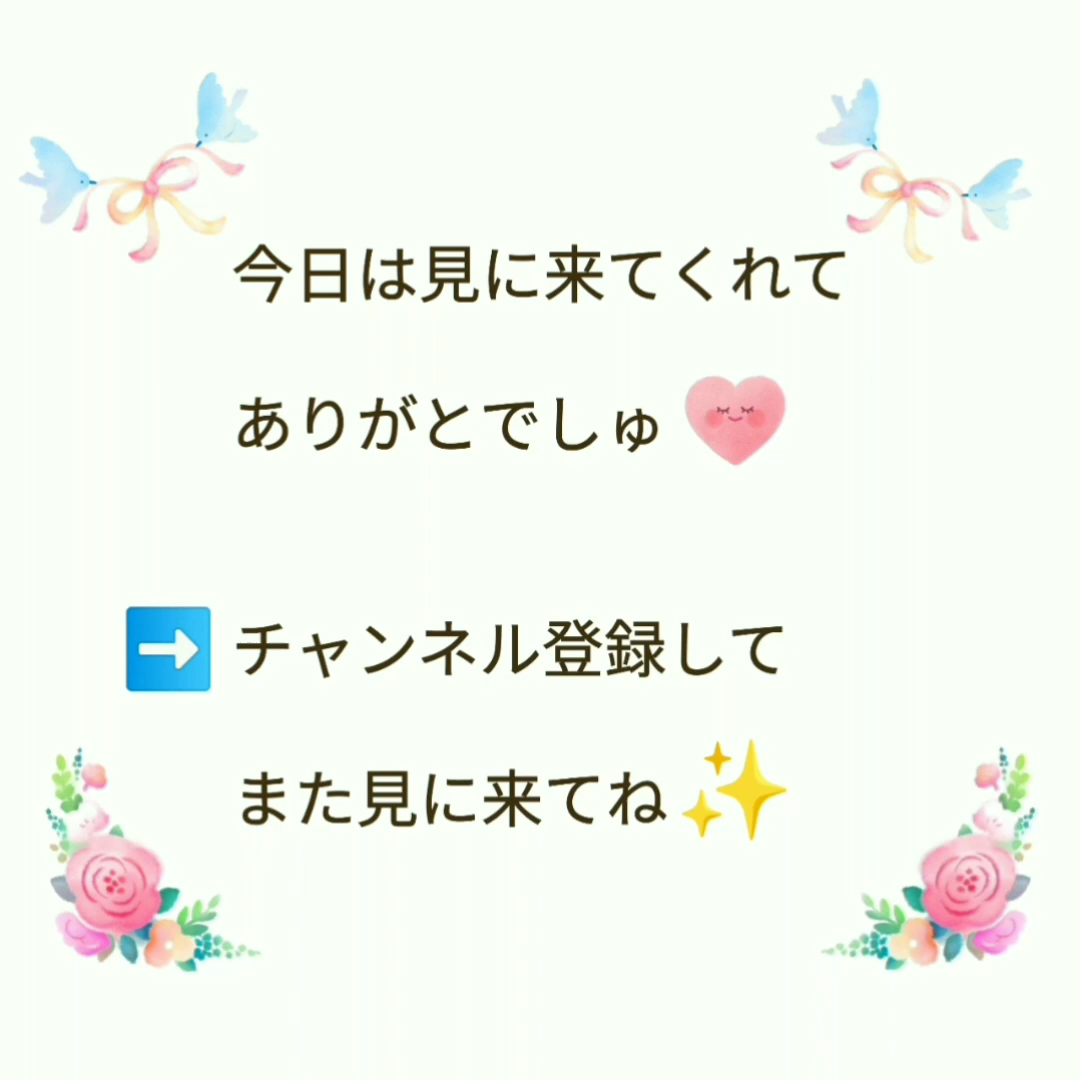 今日は見に来てくれて
ありがとでしゅ
➡チャンネル登録して
また見に来てね✨